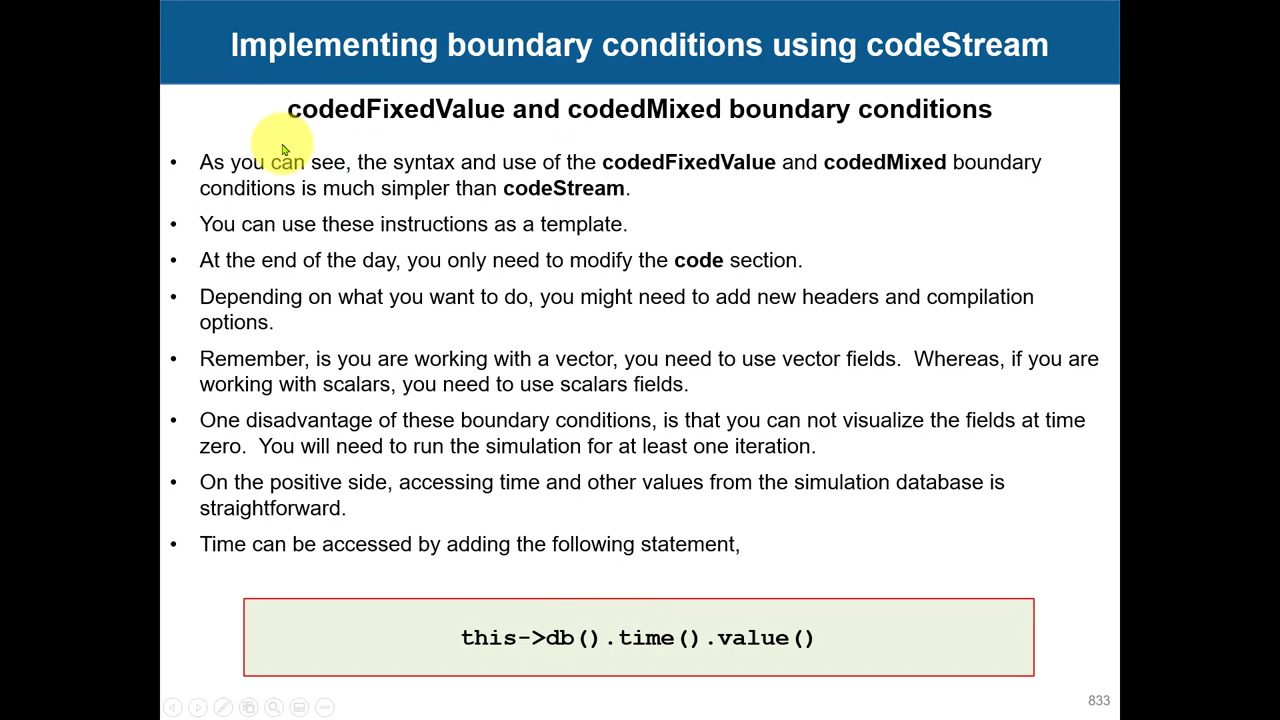 Implementing boundary conditions using codeStream
codedFixedValue and codedMixed boundary conditions
• As you can see, the syntax and use of the codedFixedValue and codedMixed boundary
conditions is much simpler than codeStream.
• You can use these instructions as a template.
• At the end of the day, you only need to modify the code section.
• Depending on what you want to do, you might need to add new headers and compilation
options.
• Remember, is you are working with a vector, you need to use vector fields. Whereas, if you are
working with scalars, you need to use scalars fields.
• One disadvantage of these boundary conditions, is that you can not visualize the fields at time
zero. You will need to run the simulation for at least one iteration.
• On the positive side, accessing time and other values from the simulation database is
straightforward.
• Time can be accessed by adding the following statement,
this->db().time().value()
833